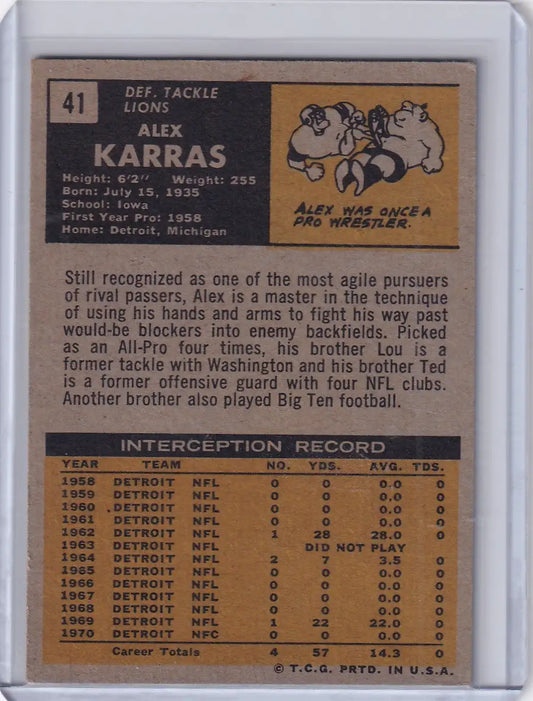 41
DEF. TACKLE
LIONS
ALEX
KARRAS
Height: 6'2" Weight: 255
Born: July 15, 1935
School: Iowa
First Year Pro: 1958
Home: Detroit, Michigan
ALEX WAS ONCE A
PRO WRESTLER.
Still recognized as one of the most agile pursuers
of rival passers, Alex is a master in the technique
of using his hands and arms to fight his way past
would-be blockers into enemy backfields. Picked
as an All-Pro four times, his brother Lou is a
former tackle with Washington and his brother Ted
is a former offensive guard with four NFL clubs.
Another brother also played Big Ten football.
INTERCEPTION RECORD
YEAR TEAM NO. YDS. AVG. TDS.
1958 DETROIT NFL 0 0 0.0 0
1959 DETROIT NFL 0 0 0.0 0
1960 DETROIT NFL 0 0 0.0 0
1961 DETROIT NFL 0 0 0.0 0
1962 DETROIT NFL 1 28 28.0 0
1963 DETROIT NFL DID NOT PLAY
1964 DETROIT NFL 2 7 3.5 0
1965 DETROIT NFL 0 0 0.0 0
1966 DETROIT NFL 0 0 0.0 0
1967 DETROIT NFL 0 0 0.0 0
1968 DETROIT NFL 0 0 0.0 0
1969 DETROIT NFL 1 22 22.0 0
1970 DETROIT NFC 0 0 0.0 0
Career Totals 4 57 14.3 0
© T.C.G. PRTD. IN U.S.A.